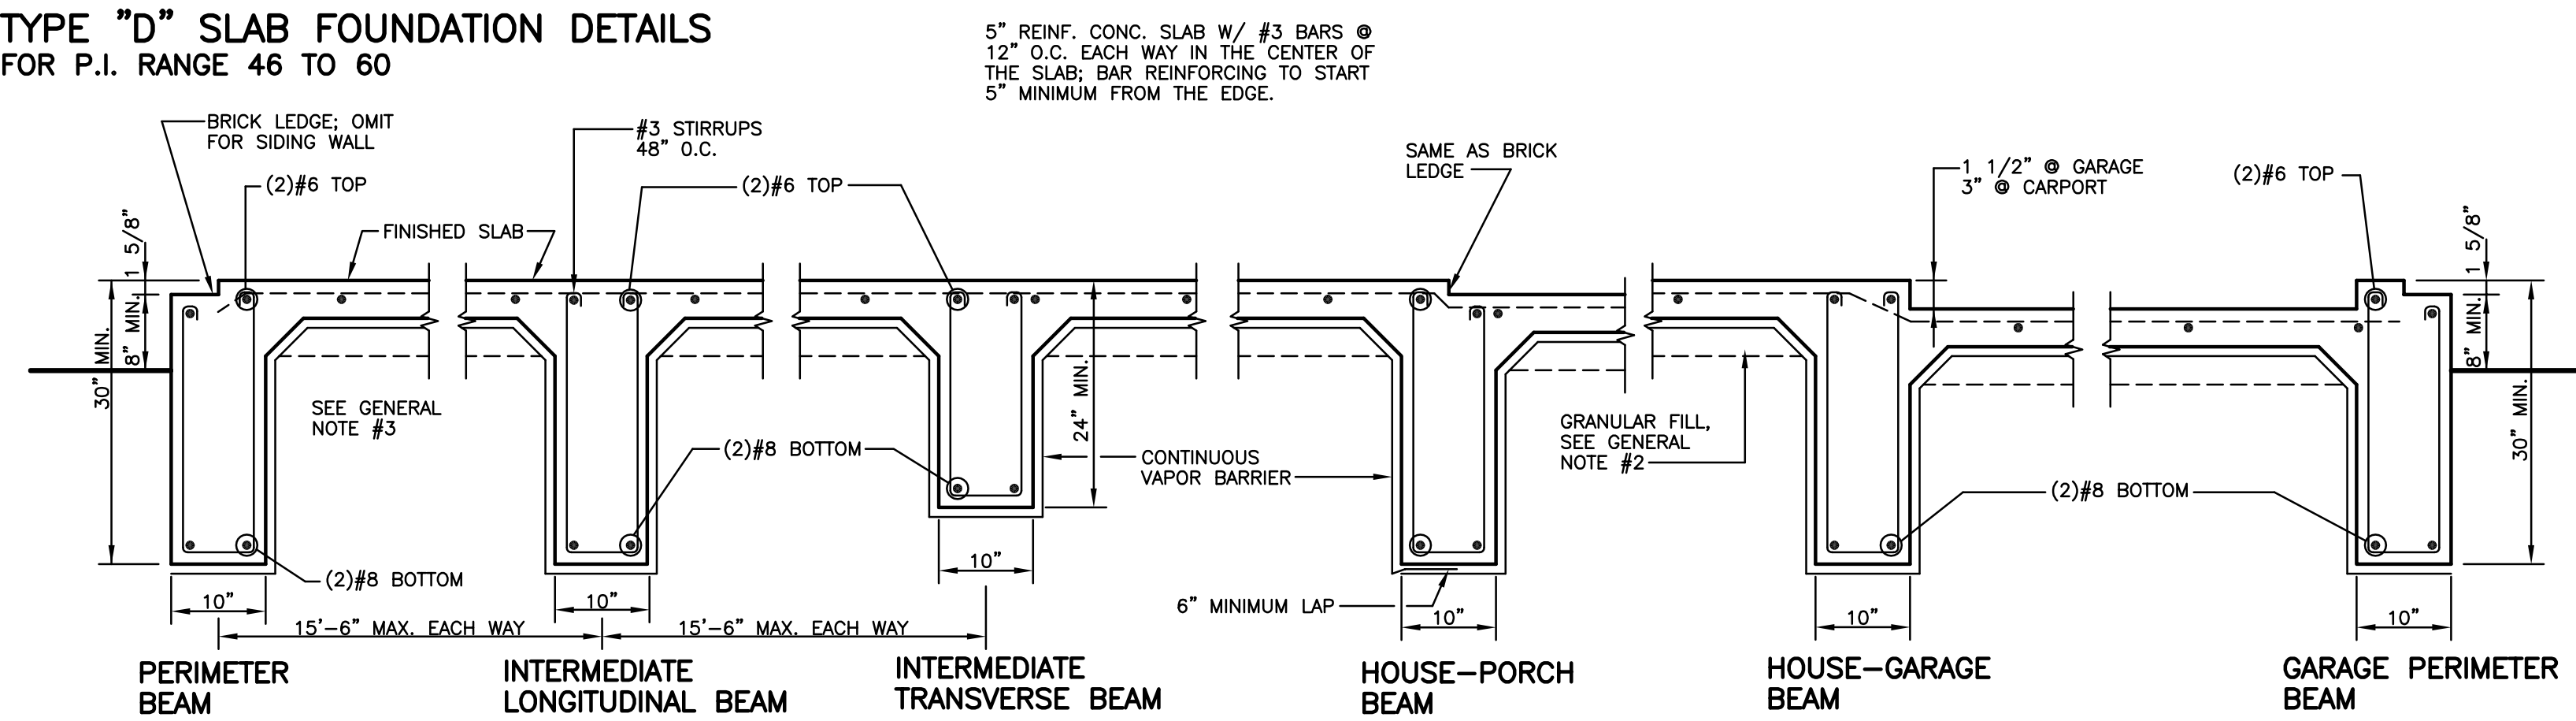 TYPE "D" SLAB FOUNDATION DETAILS
FOR P.I. RANGE 46 TO 60
5" REINF. CONC. SLAB W/ #3 BARS @
12" O.C. EACH WAY IN THE CENTER OF
THE SLAB; BAR REINFORCING TO START
5" MINIMUM FROM THE EDGE.
BRICK LEDGE; OMIT
FOR SIDING WALL
(2)#6 TOP
FINISHED SLAB
#3 STIRRUPS
48" O.C.
(2)#6 TOP
SAME AS BRICK
LEDGE
1 1/2" @ GARAGE
3" @ CARPORT
(2)#6 TOP
1 5/8"
8" MIN.
30" MIN.
SEE GENERAL
NOTE #3
(2)#8 BOTTOM
24" MIN.
CONTINUOUS
VAPOR BARRIER
GRANULAR FILL,
SEE GENERAL
NOTE #2
(2)#8 BOTTOM
1 5/8"
8" MIN.
30" MIN.
(2)#8 BOTTOM
6" MINIMUM LAP
10"
10"
10"
10"
10"
10"
15'-6" MAX. EACH WAY
15'-6" MAX. EACH WAY
PERIMETER
BEAM
INTERMEDIATE
LONGITUDINAL BEAM
INTERMEDIATE
TRANSVERSE BEAM
HOUSE-PORCH
BEAM
HOUSE-GARAGE
BEAM
GARAGE PERIMETER
BEAM